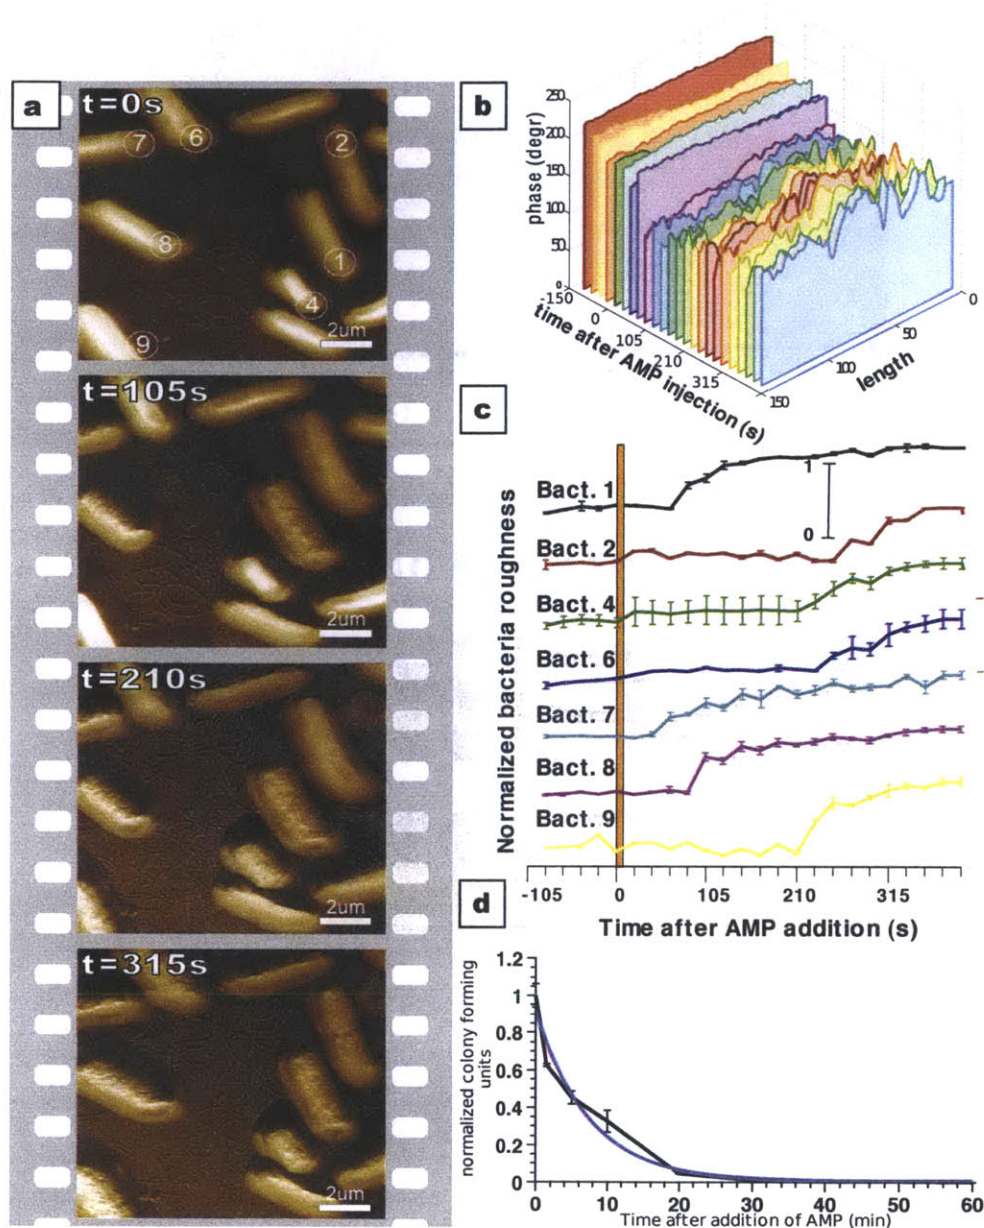 a
t=0s
7
6
2
8
1
4
9
2um
t=105s
2um
t=210s
2um
t=315s
2um
b
phase (degr)
250
200
150
100
50
0
-150
0
105
210
315
150
time after AMP injection (s)
0
50
100
150
length
c
Normalized bacteria roughness
Bact. 1
1
0
Bact. 2
Bact. 4
Bact. 6
Bact. 7
Bact. 8
Bact. 9
-105
0
105
210
315
Time after AMP addition (s)
d
normalized colony forming
units
1.2
1
0.8
0.6
0.4
0.2
0
0
10
20
30
40
50
60
Time after addition of AMP (min)